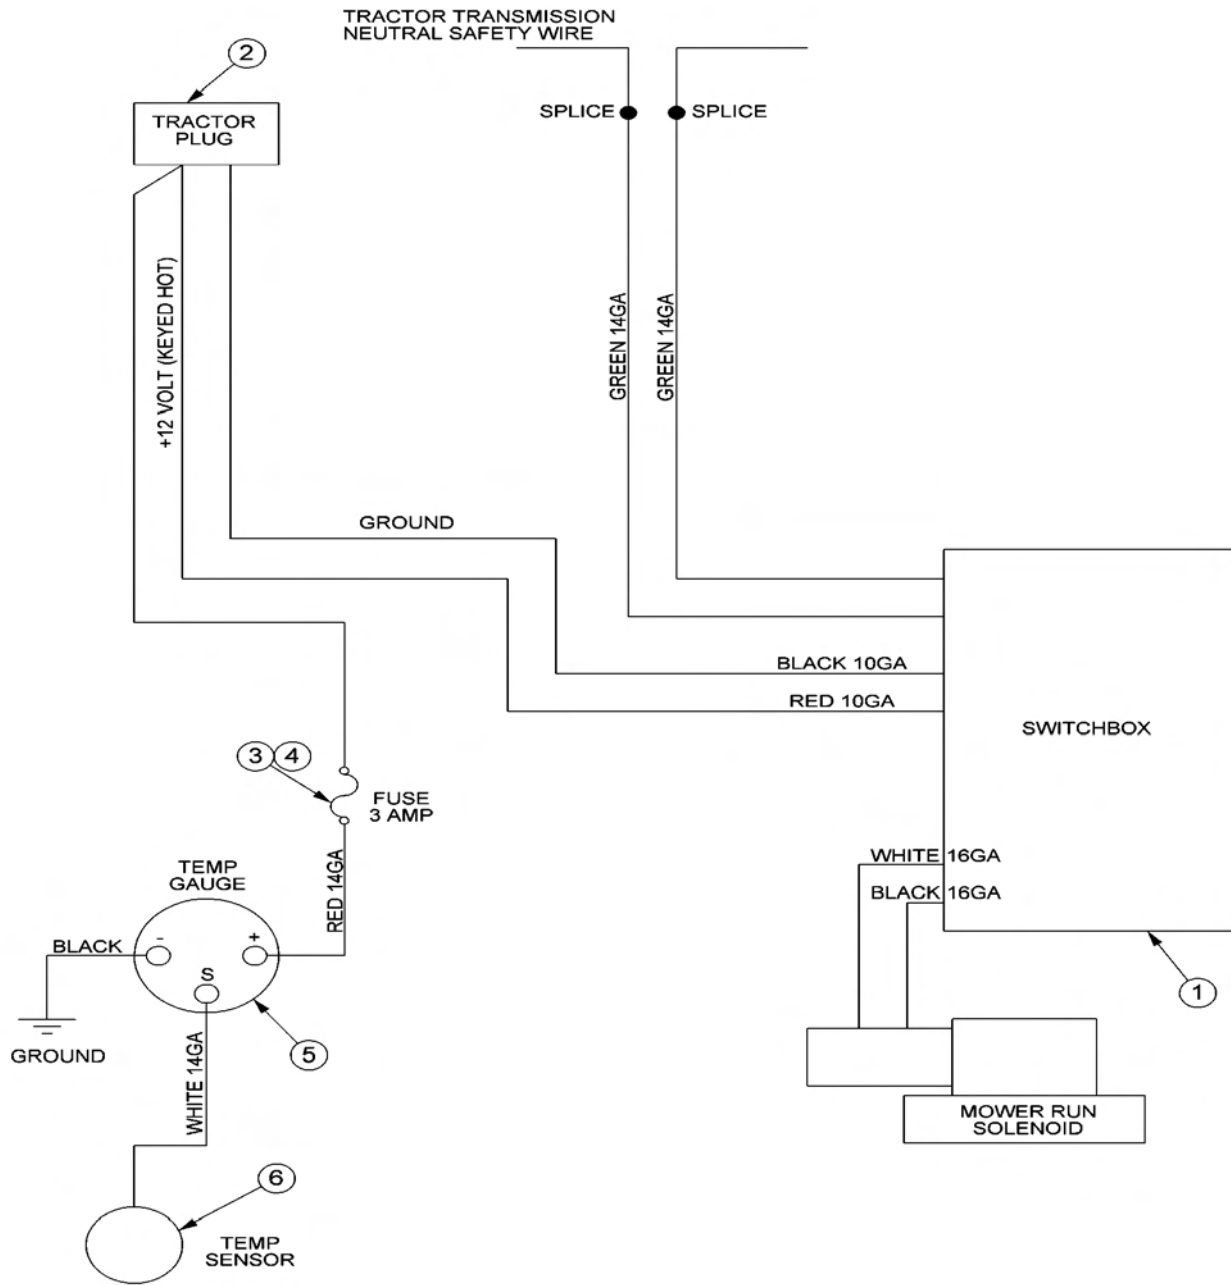 TRACTOR TRANSMISSION
NEUTRAL SAFETY WIRE
2
TRACTOR
PLUG
SPLICE
SPLICE
+12 VOLT (KEYED HOT)
GREEN 14GA
GREEN 14GA
GROUND
BLACK 10GA
RED 10GA
SWITCHBOX
3 4
FUSE
3 AMP
RED 14GA
TEMP
GAUGE
WHITE 16GA
BLACK 16GA
BLACK
-
+
S
1
GROUND
5
WHITE 14GA
MOWER RUN
SOLENOID
6
TEMP
SENSOR